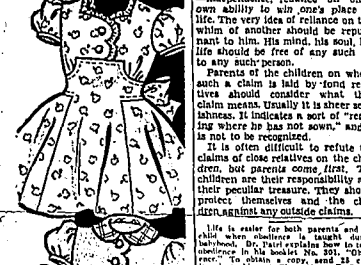 own ability to win one's place
life. The very idea of reliance on t
whim of another should be repu
nant to him. His mind, his soul, 
life should be free of any such
to any such person.
Parents of the children on wh
such a claim is laid by fond re
tives should consider what th
claim means. Usually it is sheer se
ishness. It indicates a sort of "rea
ing where he has not sown," and
is not to be recognized.
It is often difficult to refute t
claims of close relatives on the ch
dren, but parents come first. T
children are their responsibility a
their peculiar treasure. They sho
protect themselves and the ch
dren against any outside claims.
Life is easier for both parents and
child when obedience is taught du
babyhood. Dr. Patri explains how to t
obedience in his booklet No. 301, "Ob
ence." To obtain a copy, send 25